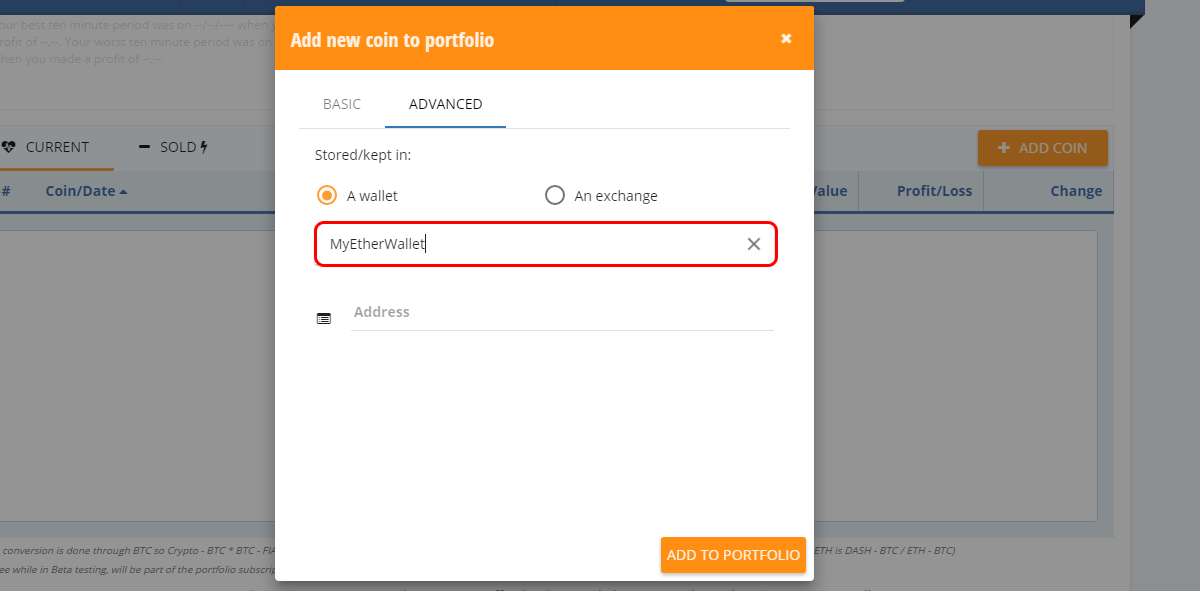 our best ten minute period was on --/--/---- when y
rofit of --.--. Your worst ten minute period was on
hen you made a profit of --.--.
Add new coin to portfolio
BASIC ADVANCED
CURRENT SOLD ADD COIN
Stored/kept in:
# Coin/Date Value Profit/Loss Change
A wallet An exchange
MyEtherWallet
Address
conversion is done through BTC so Crypto - BTC * BTC - FIA ETH is DASH - BTC / ETH - BTC)
ADD TO PORTFOLIO
ee while in Beta testing, will be part of the portfolio subscrip